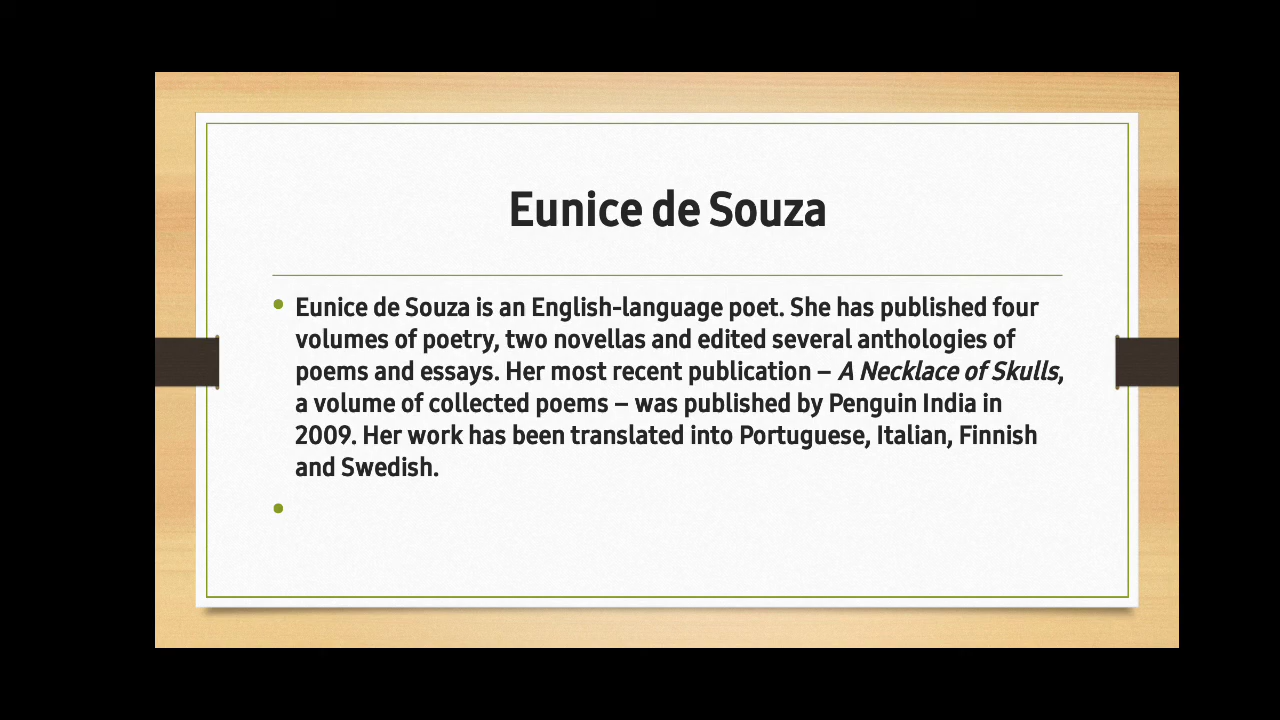 Eunice de Souza
Eunice de Souza is an English-language poet. She has published four
volumes of poetry, two novellas and edited several anthologies of
poems and essays. Her most recent publication – A Necklace of Skulls,
a volume of collected poems – was published by Penguin India in
2009. Her work has been translated into Portuguese, Italian, Finnish
and Swedish.